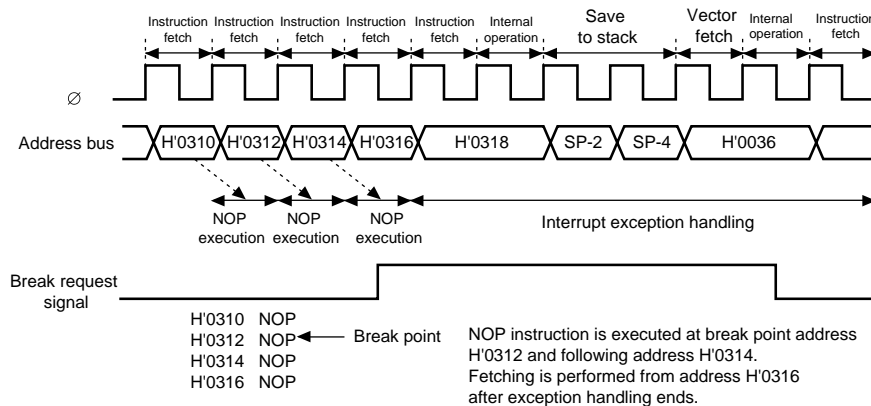 Instruction fetch
Instruction fetch
Instruction fetch
Instruction fetch
Instruction fetch
Internal operation
Save to stack
Vector fetch
Internal operation
Instruction fetch
∅
Address bus
H'0310
H'0312
H'0314
H'0316
H'0318
SP-2
SP-4
H'0036
NOP execution
NOP execution
NOP execution
Interrupt exception handling
Break request signal
H'0310 NOP
H'0312 NOP
Break point
H'0314 NOP
H'0316 NOP
NOP instruction is executed at break point address
H'0312 and following address H'0314.
Fetching is performed from address H'0316
after exception handling ends.